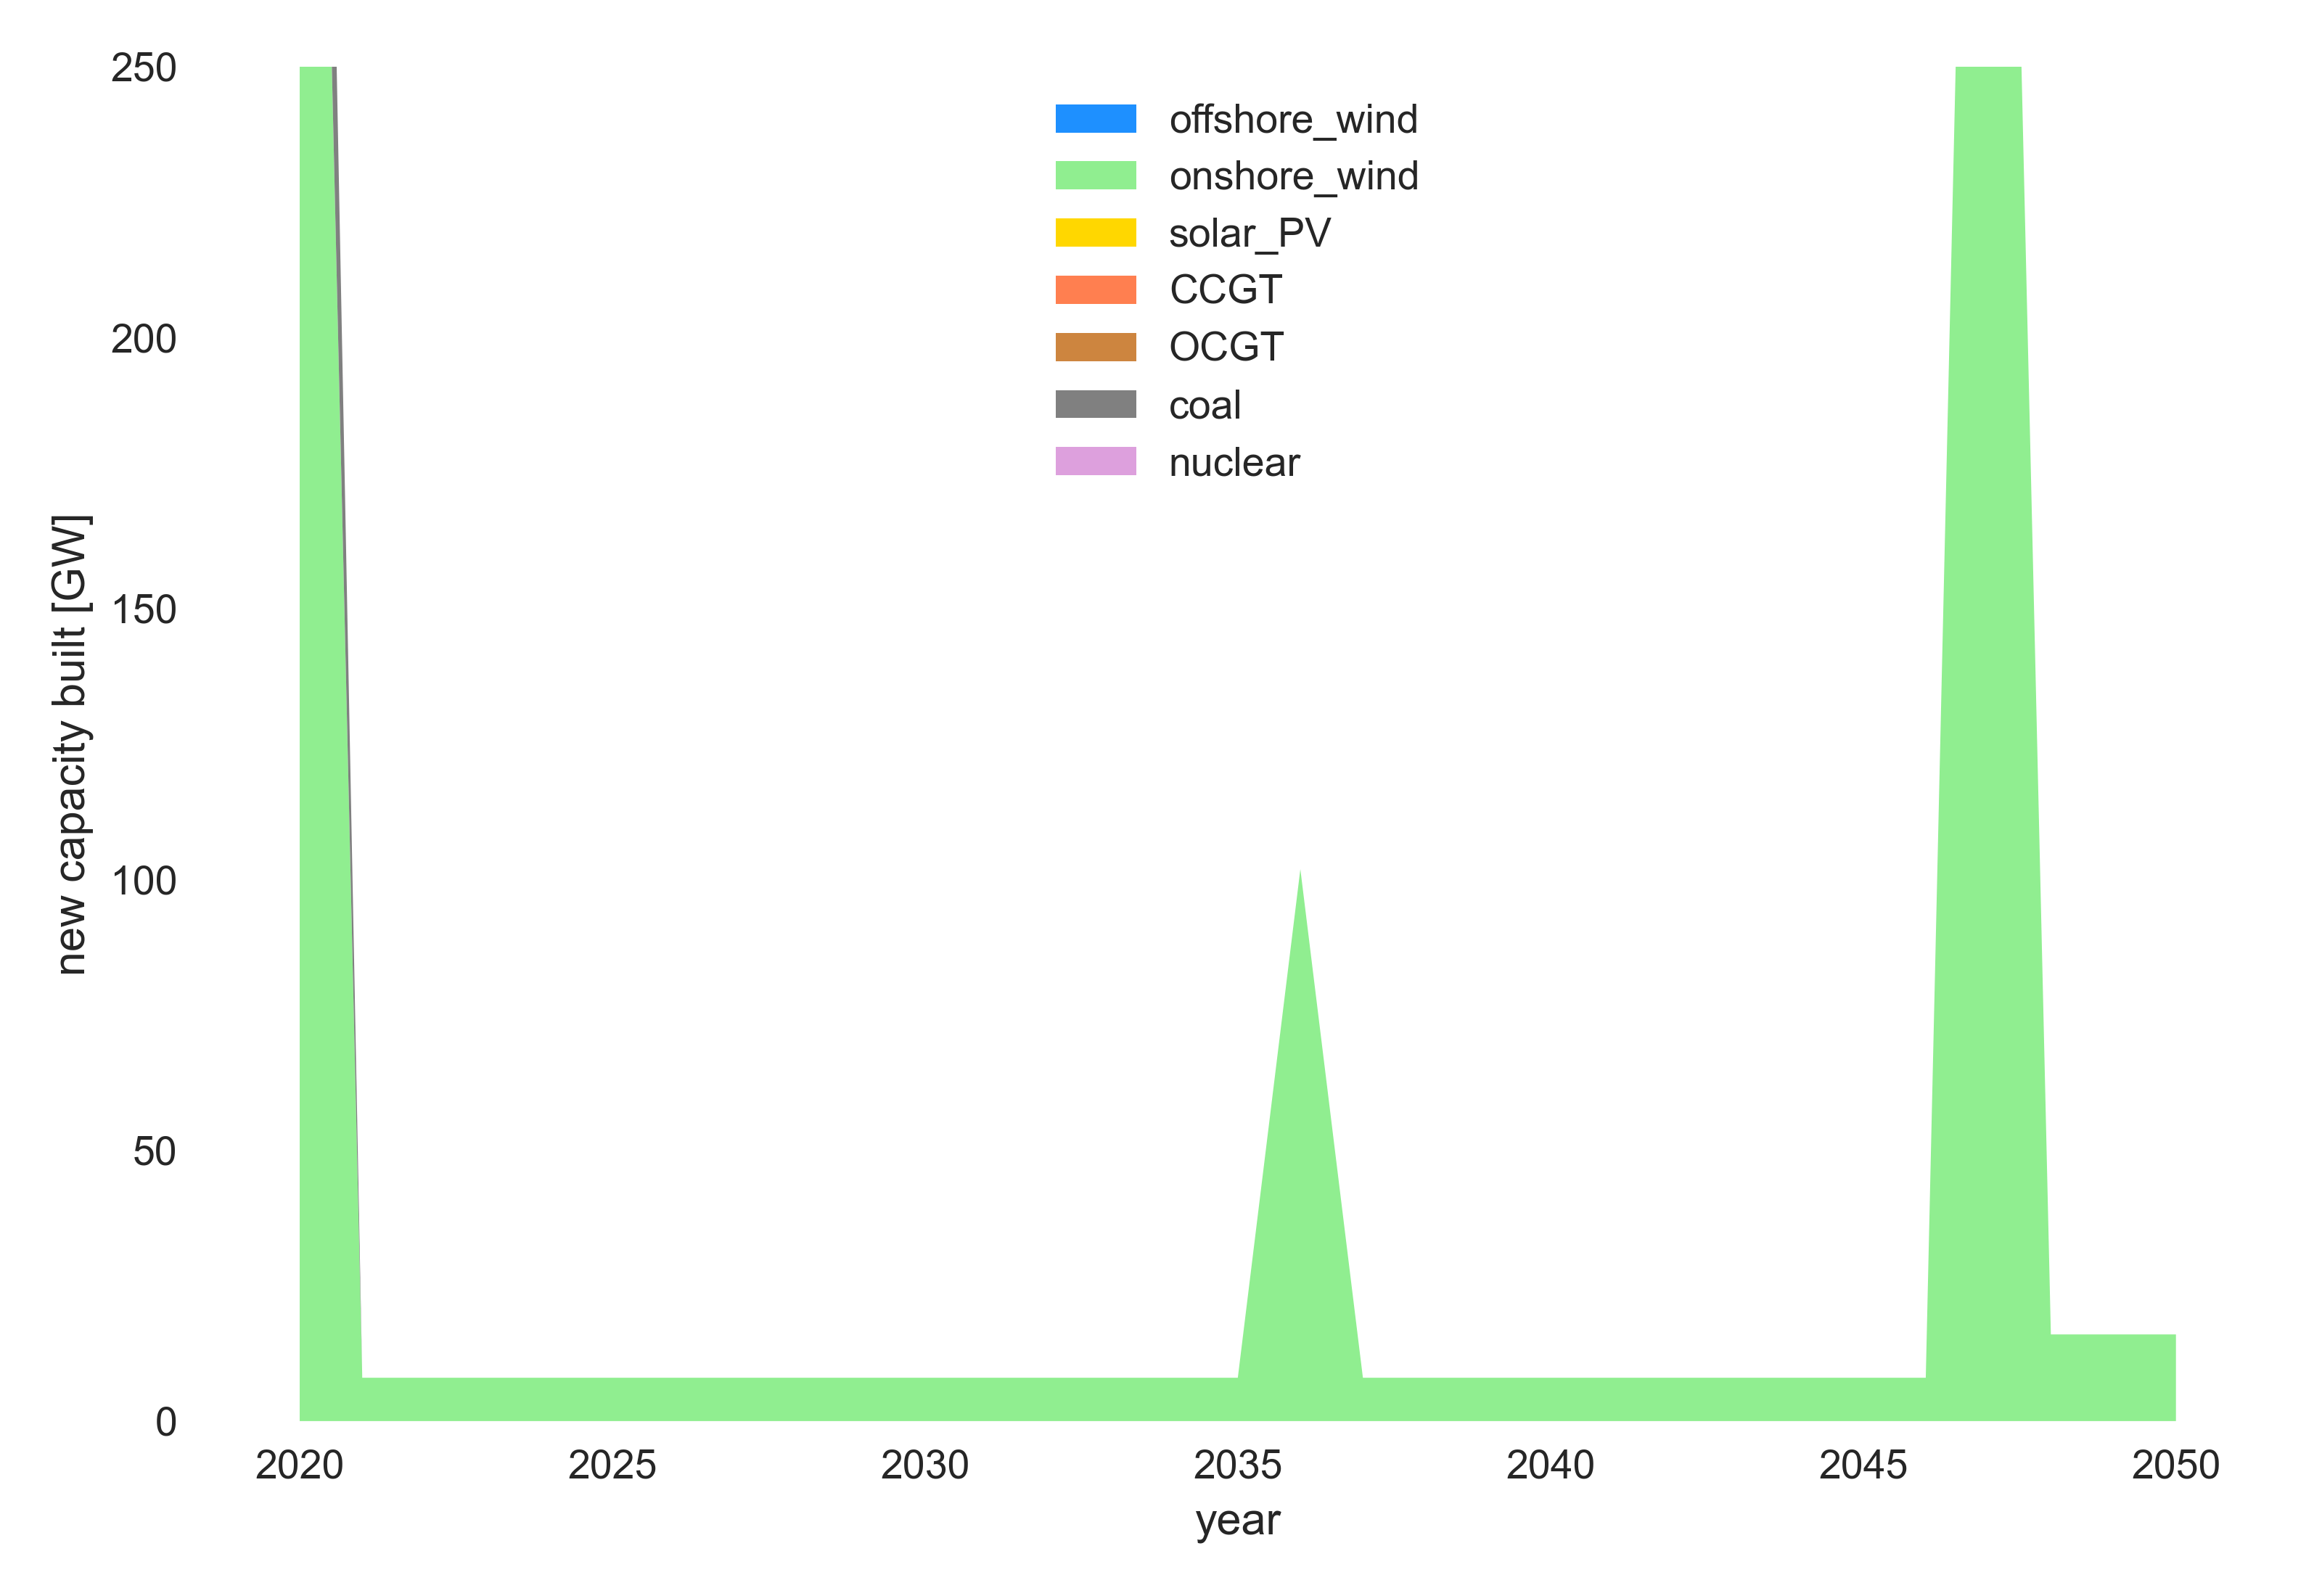 250
200
150
100
50
0
new capacity built [GW]
offshore_wind
onshore_wind
solar_PV
CCGT
OCGT
coal
nuclear
2020 2025 2030 2035 2040 2045 2050
year